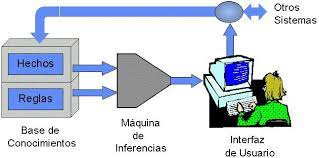 Otros
Sistemas
Hechos
Reglas
Base de
Conocimientos
Máquina
de
Inferencias
Interfaz
de Usuario